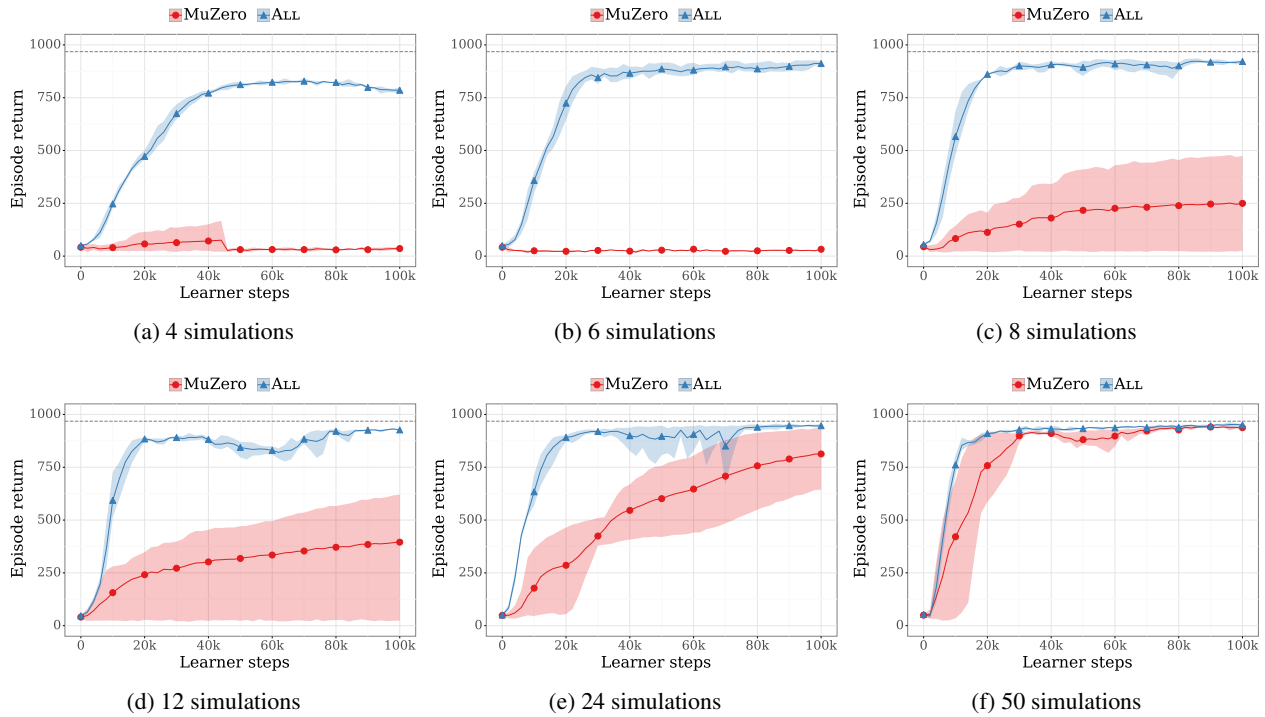 MuZero ALL
MuZero ALL
MuZero ALL
1000
750
500
250
0
Episode return
0 20k 40k 60k 80k 100k
Learner steps
1000
750
500
250
0
Episode return
0 20k 40k 60k 80k 100k
Learner steps
1000
750
500
250
0
Episode return
0 20k 40k 60k 80k 100k
Learner steps
(a) 4 simulations
(b) 6 simulations
(c) 8 simulations
MuZero ALL
MuZero ALL
MuZero ALL
1000
750
500
250
0
Episode return
0 20k 40k 60k 80k 100k
Learner steps
1000
750
500
250
0
Episode return
0 20k 40k 60k 80k 100k
Learner steps
1000
750
500
250
0
Episode return
0 20k 40k 60k 80k 100k
Learner steps
(d) 12 simulations
(e) 24 simulations
(f) 50 simulations